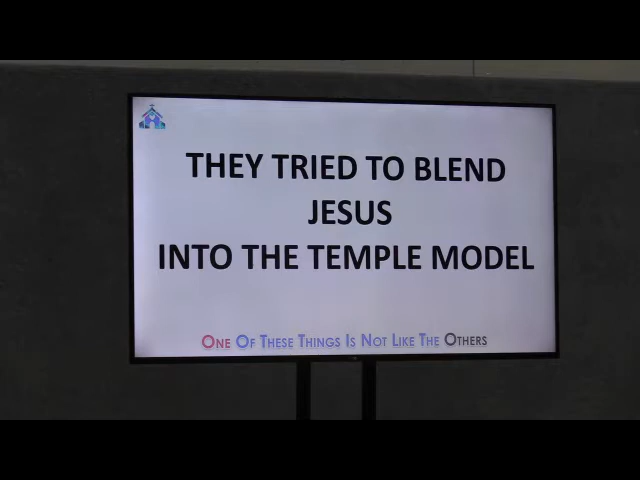 THEY TRIED TO BLEND
JESUS
INTO THE TEMPLE MODEL
ONE OF THESE THINGS IS NOT LIKE THE OTHERS